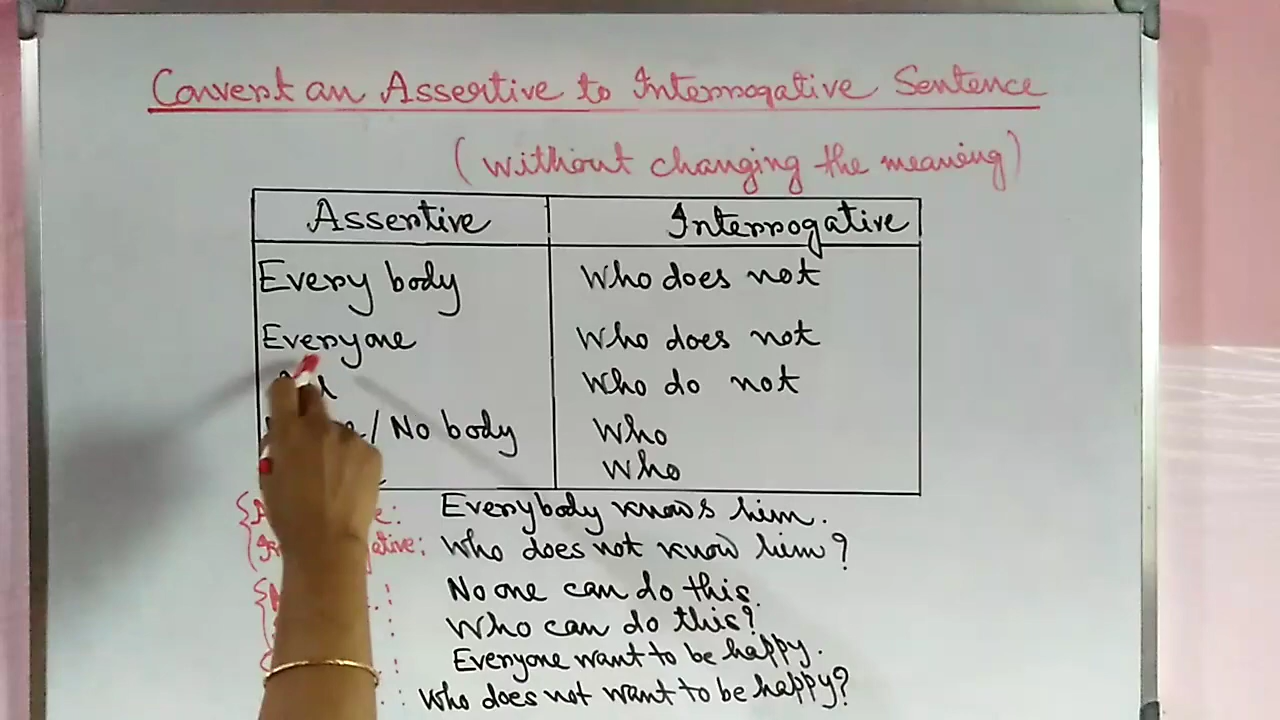 Convert an Assertive to Interrogative Sentence
(without changing the meaning)
Assertive Interrogative
Every body Who does not
Everyone Who does not
Who do not
/ No body Who
Who
Everybody knows him.
Who does not know him?
No one can do this.
Who can do this?
Everyone want to be happy.
Who does not want to be happy?